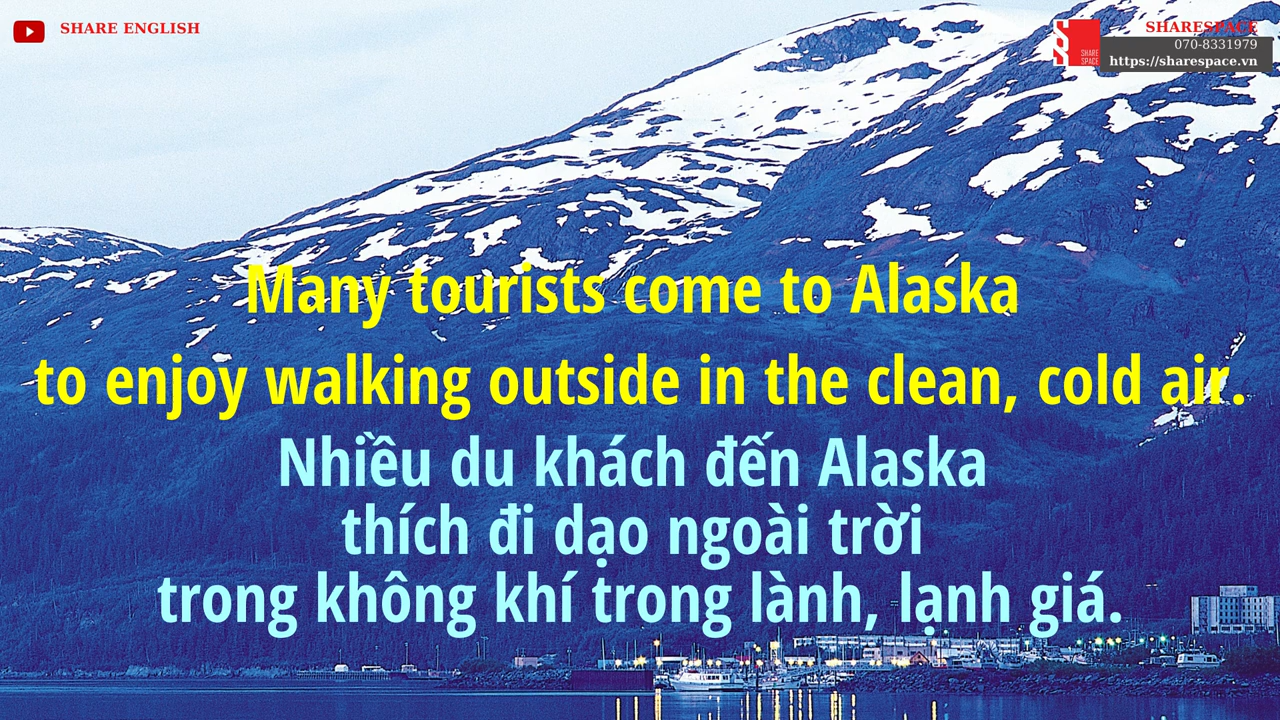 SHARE ENGLISH
SHARESPACE
070-8331979
https://sharespace.vn
SHARE
SPACE
Many tourists come to Alaska
to enjoy walking outside in the clean, cold air.
Nhiều du khách đến Alaska
thích đi dạo ngoài trời
trong không khí trong lành, lạnh giá.